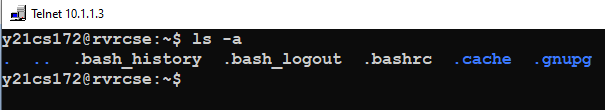 Telnet 10.1.1.3
y21cs172@rvrcse:~$ ls -a
. .. .bash_history .bash_logout .bashrc .cache .gnupg
y21cs172@rvrcse:~$